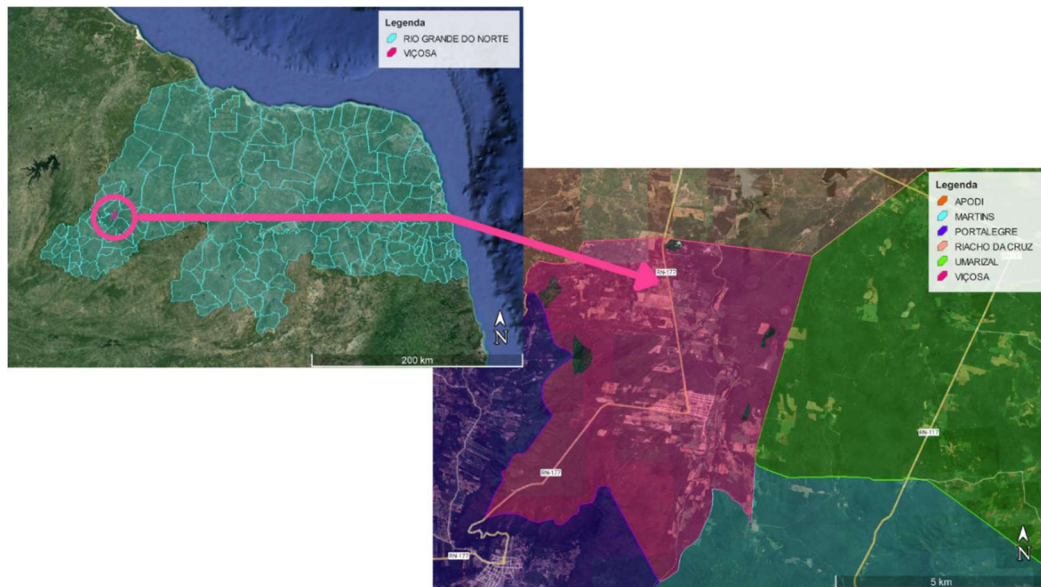 Legenda
RIO GRANDE DO NORTE
VIÇOSA
N
200 km
Legenda
APODI
MARTINS
PORTALEGRE
RIACHO DA CRUZ
UMARIZAL
VIÇOSA
RN-177
RN-117
RN-177
RN-177
N
5 km